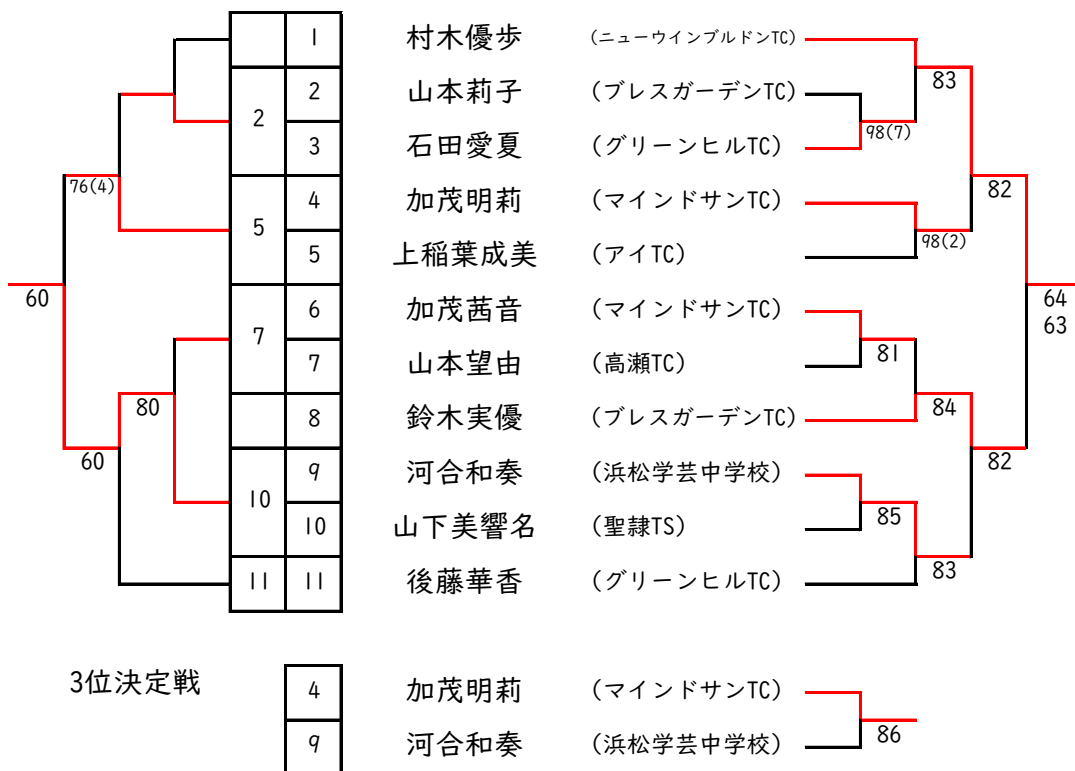 1 村木優歩 (ニューウインブルドンTC)
83
2 山本莉子 (ブレスガーデンTC)
2
98(7)
3 石田愛夏 (グリーンヒルTC)
76(4)
82
4 加茂明莉 (マインドサンTC)
5
98(2)
5 上稲葉成美 (アイTC)
60
64
63
6 加茂茜音 (マインドサンTC)
7
81
7 山本望由 (高瀬TC)
80
84
8 鈴木実優 (ブレスガーデンTC)
60
82
9 河合和奏 (浜松学芸中学校)
10
85
10 山下美響名 (聖隷TS)
83
11 11 後藤華香 (グリーンヒルTC)
3位決定戦
4 加茂明莉 (マインドサンTC)
86
9 河合和奏 (浜松学芸中学校)